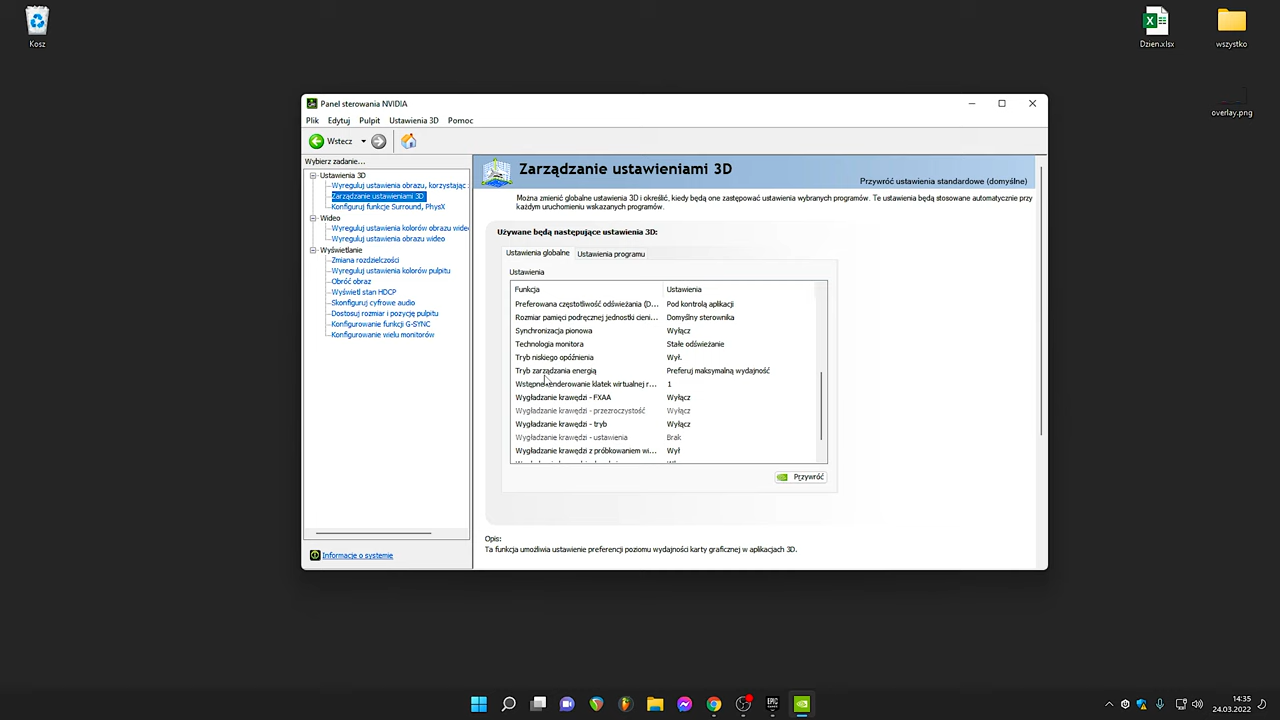 Kosz
Dzien.xlsx
wszystko
overlay.png
Panel sterowania NVIDIA
Plik Edytuj Pulpit Ustawienia 3D Pomoc
Wstecz
Wybierz zadanie...
Ustawienia 3D
Wyreguluj ustawienia obrazu, korzystając
Zarządzanie ustawieniami 3D
Konfiguruj funkcje Surround, PhysX
Wideo
Wyreguluj ustawienia kolorów obrazu wide
Wyreguluj ustawienia obrazu wideo
Wyświetlanie
Zmiana rozdzielczości
Wyreguluj ustawienia kolorów pulpitu
Obróć obraz
Wyświetl stan HDCP
Skonfiguruj cyfrowe audio
Dostosuj rozmiar i pozycję pulpitu
Konfigurowanie funkcji G-SYNC
Konfigurowanie wielu monitorów
Informacje o systemie
Zarządzanie ustawieniami 3D
Przywróć ustawienia standardowe (domyślne)
Można zmienić globalne ustawienia 3D i określić, kiedy będą one zastępować ustawienia wybranych programów. Te ustawienia będą stosowane automatycznie przy
każdym uruchomieniu wskazanych programów.
Używane będą następujące ustawienia 3D:
Ustawienia globalne Ustawienia programu
Ustawienia
Funkcja Ustawienia
Preferowana częstotliwość odświeżania (D... Pod kontrolą aplikacji
Rozmiar pamięci podręcznej jednostki cieni... Domyślny sterownika
Synchronizacja pionowa Wyłącz
Technologia monitora Stałe odświeżanie
Tryb niskiego opóźnienia Wył.
Tryb zarządzania energią Preferuj maksymalną wydajność
Wstępne renderowanie klatek wirtualnej r... 1
Wygładzanie krawędzi - FXAA Wyłącz
Wygładzanie krawędzi - przezroczystość Wyłącz
Wygładzanie krawędzi - tryb Wyłącz
Wygładzanie krawędzi - ustawienia Brak
Wygładzanie krawędzi z próbkowaniem wi... Wył
Przywróć
Opis:
Ta funkcja umożliwia ustawienie preferencji poziomu wydajności karty graficznej w aplikacjach 3D.
EPIC
14:35
24.03.2022